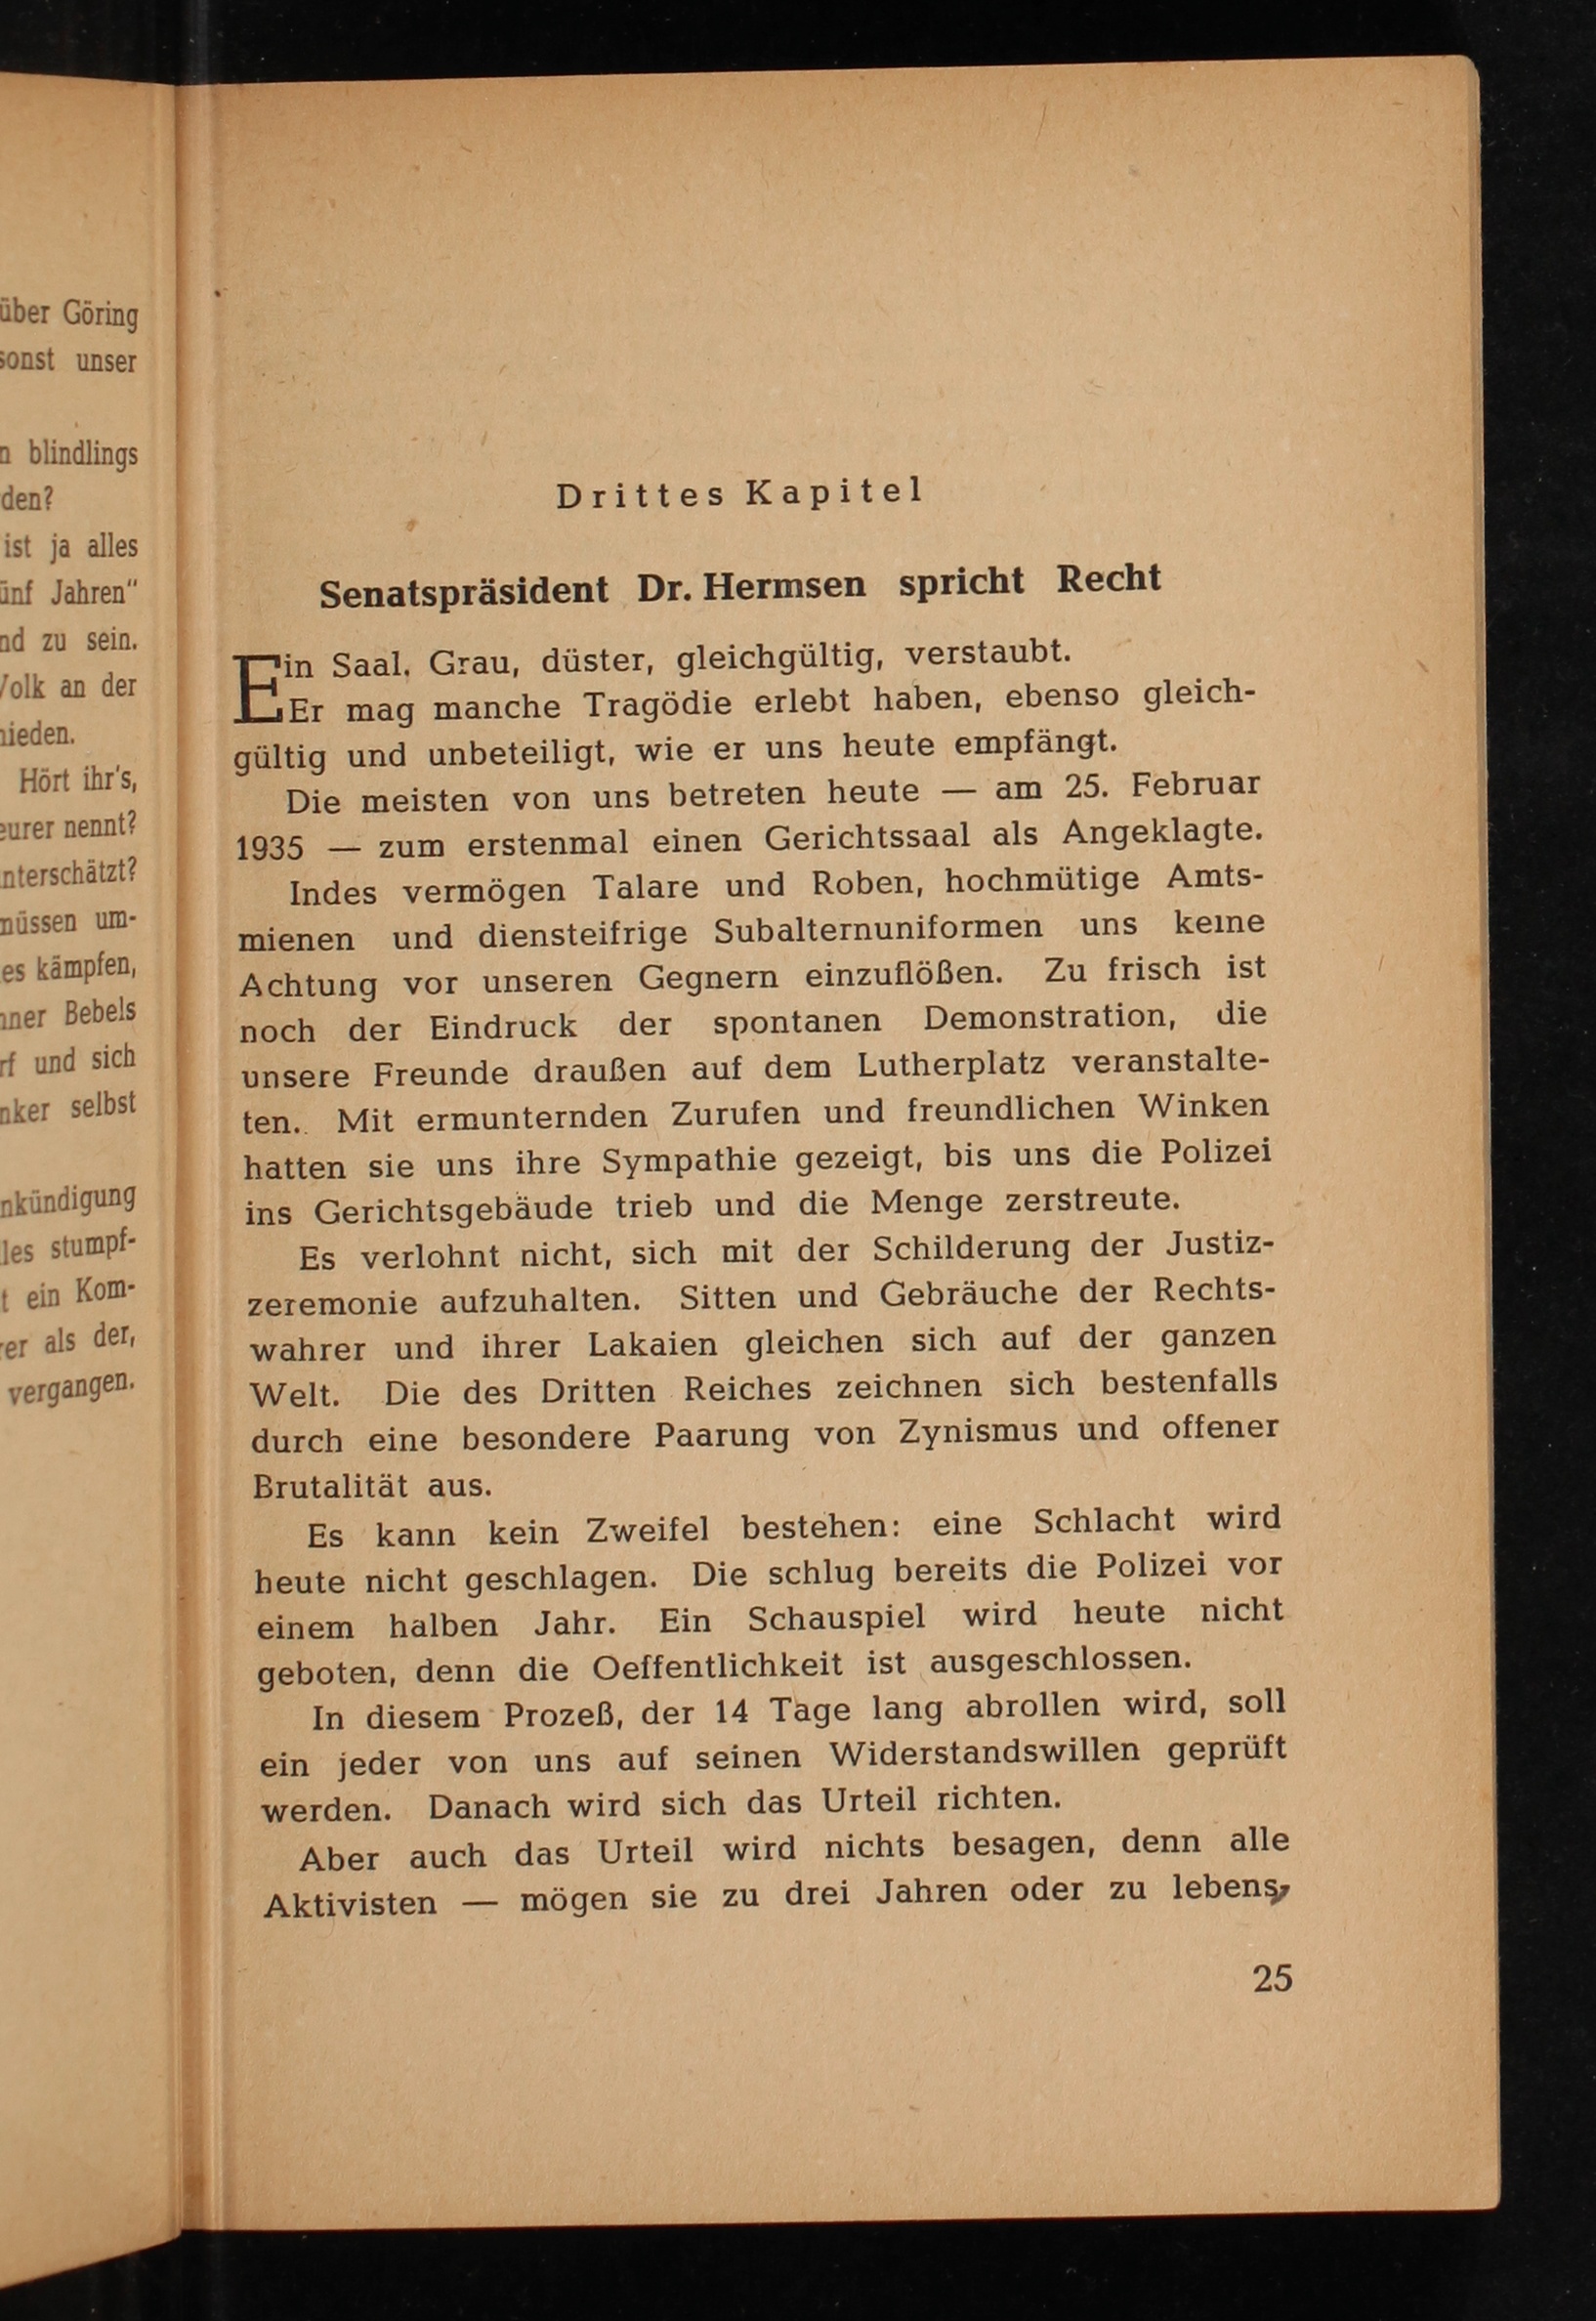 über Göring
sonst unser
blindlings
den?
ist ja alles
Jahren“
zu sein.
an der
Hört ihr's,
nennt?
um-
es kämpfen,
Bebels
und sich
selbst
stumpf-
ein Kom-
als der,
vergangen.
Drittes Kapitel
Senatspräsident Dr. Hermsen spricht Recht
Ein Saal. Grau, düster, gleichgültig, verstaubt.
Er mag manche Tragödie erlebt haben, ebenso gleich-
gültig und unbeteiligt, wie er uns heute empfängt.
Die meisten von uns betreten heute — am 25. Februar
1935 — zum erstenmal einen Gerichtssaal als Angeklagte.
Indes vermögen Talare und Roben, hochmütige Amts-
mienen und diensteifrige Subalternuniformen uns keine
Achtung vor unseren Gegnern einzuflößen. Zu frisch ist
noch der Eindruck der spontanen Demonstration, die
unsere Freunde draußen auf dem Lutherplatz veranstalte-
ten. Mit ermunternden Zurufen und freundlichen Winken
hatten sie uns ihre Sympathie gezeigt, bis uns die Polizei
ins Gerichtsgebäude trieb und die Menge zerstreute.
Es verlohnt nicht, sich mit der Schilderung der Justiz-
zeremonie aufzuhalten. Sitten und Gebräuche der Rechts-
wahrer und ihrer Lakaien gleichen sich auf der ganzen
Welt. Die des Dritten Reiches zeichnen sich bestenfalls
durch eine besondere Paarung von Zynismus und offener
Brutalität aus.
Es kann kein Zweifel bestehen: eine Schlacht wird
heute nicht geschlagen. Die schlug bereits die Polizei vor
einem halben Jahr. Ein Schauspiel wird heute nicht
geboten, denn die Oeffentlichkeit ist ausgeschlossen.
In diesem Prozeß, der 14 Tage lang abrollen wird, soll
ein jeder von uns auf seinen Widerstandswillen geprüft
werden. Danach wird sich das Urteil richten.
Aber auch das Urteil wird nichts besagen, denn alle
Aktivisten — mögen sie zu drei Jahren oder zu lebens-
25